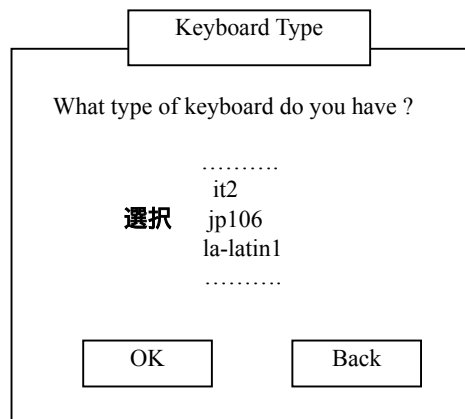 Keyboard Type
What type of keyboard do you have ?
..........
it2
選択 jp106
la-latin1
..........
OK Back